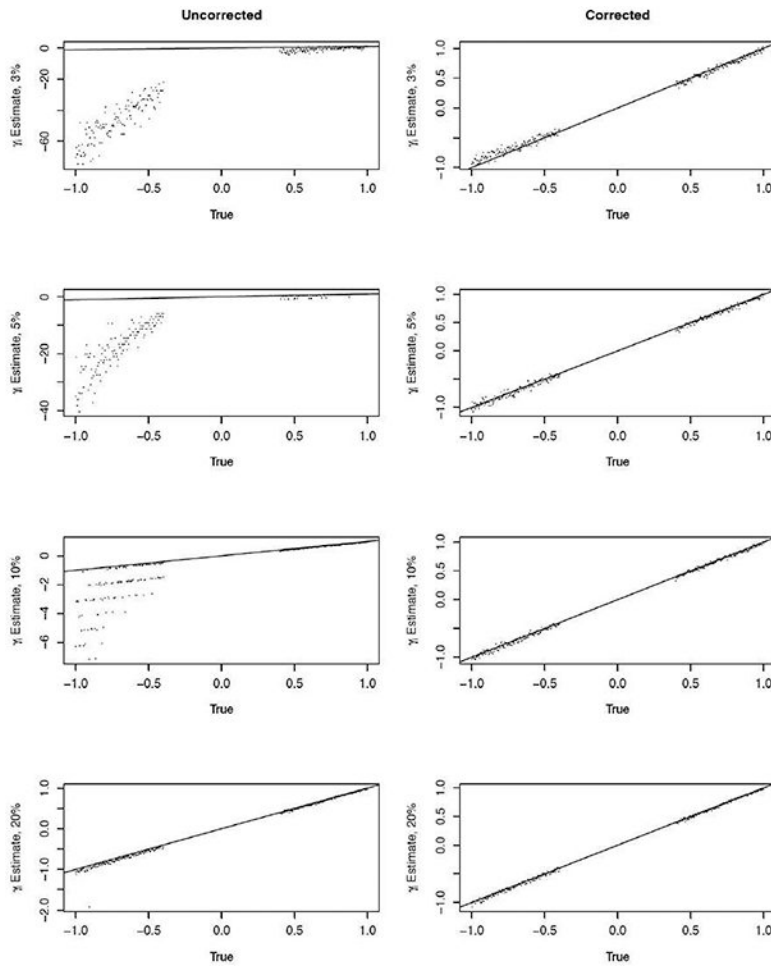 Uncorrected
Corrected
γᵢ Estimate, 3%
0
−20
−60
−1.0 −0.5 0.0 0.5 1.0
True
γᵢ Estimate, 3%
1.0
0.5
0.0
−1.0
−1.0 −0.5 0.0 0.5 1.0
True
γᵢ Estimate, 5%
0
−20
−40
−1.0 −0.5 0.0 0.5 1.0
True
γᵢ Estimate, 5%
1.0
0.5
0.0
−1.0
−1.0 −0.5 0.0 0.5 1.0
True
γᵢ Estimate, 10%
0
−2
−4
−6
−1.0 −0.5 0.0 0.5 1.0
True
γᵢ Estimate, 10%
1.0
0.5
0.0
−1.0
−1.0 −0.5 0.0 0.5 1.0
True
γᵢ Estimate, 20%
1.0
0.0
−1.0
−2.0
−1.0 −0.5 0.0 0.5 1.0
True
γᵢ Estimate, 20%
1.0
0.5
0.0
−1.0
−1.0 −0.5 0.0 0.5 1.0
True